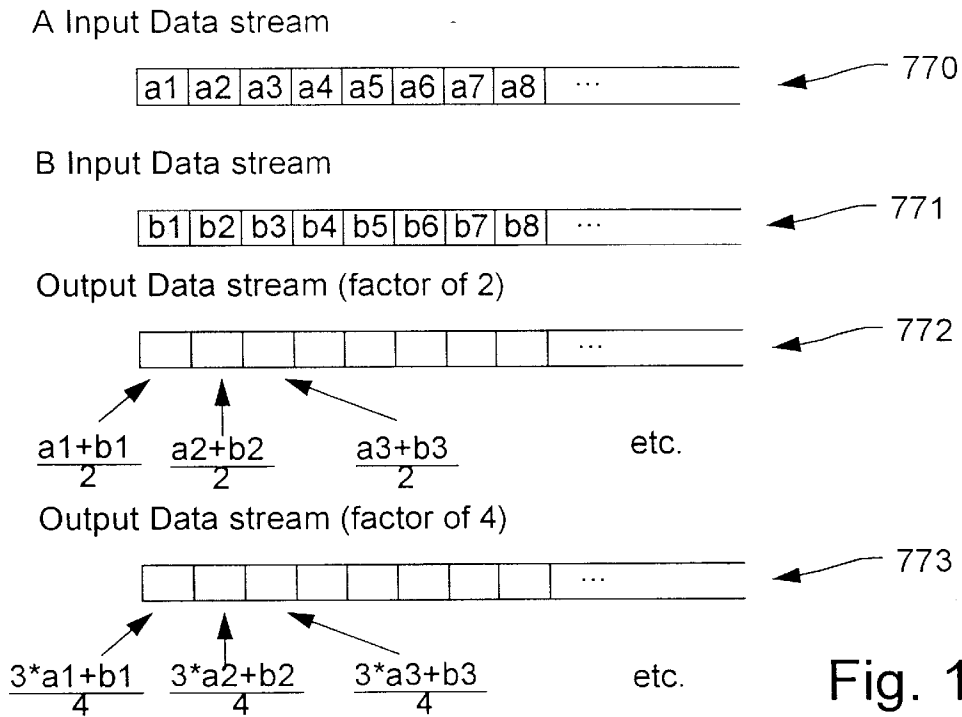 A Input Data stream
a1 a2 a3 a4 a5 a6 a7 a8 ... 770
B Input Data stream
b1 b2 b3 b4 b5 b6 b7 b8 ... 771
Output Data stream (factor of 2)
... 772
a1+b1 a2+b2 a3+b3 etc.
2 2 2
Output Data stream (factor of 4)
... 773
3*a1+b1 3*a2+b2 3*a3+b3 etc.
4 4 4
Fig. 1